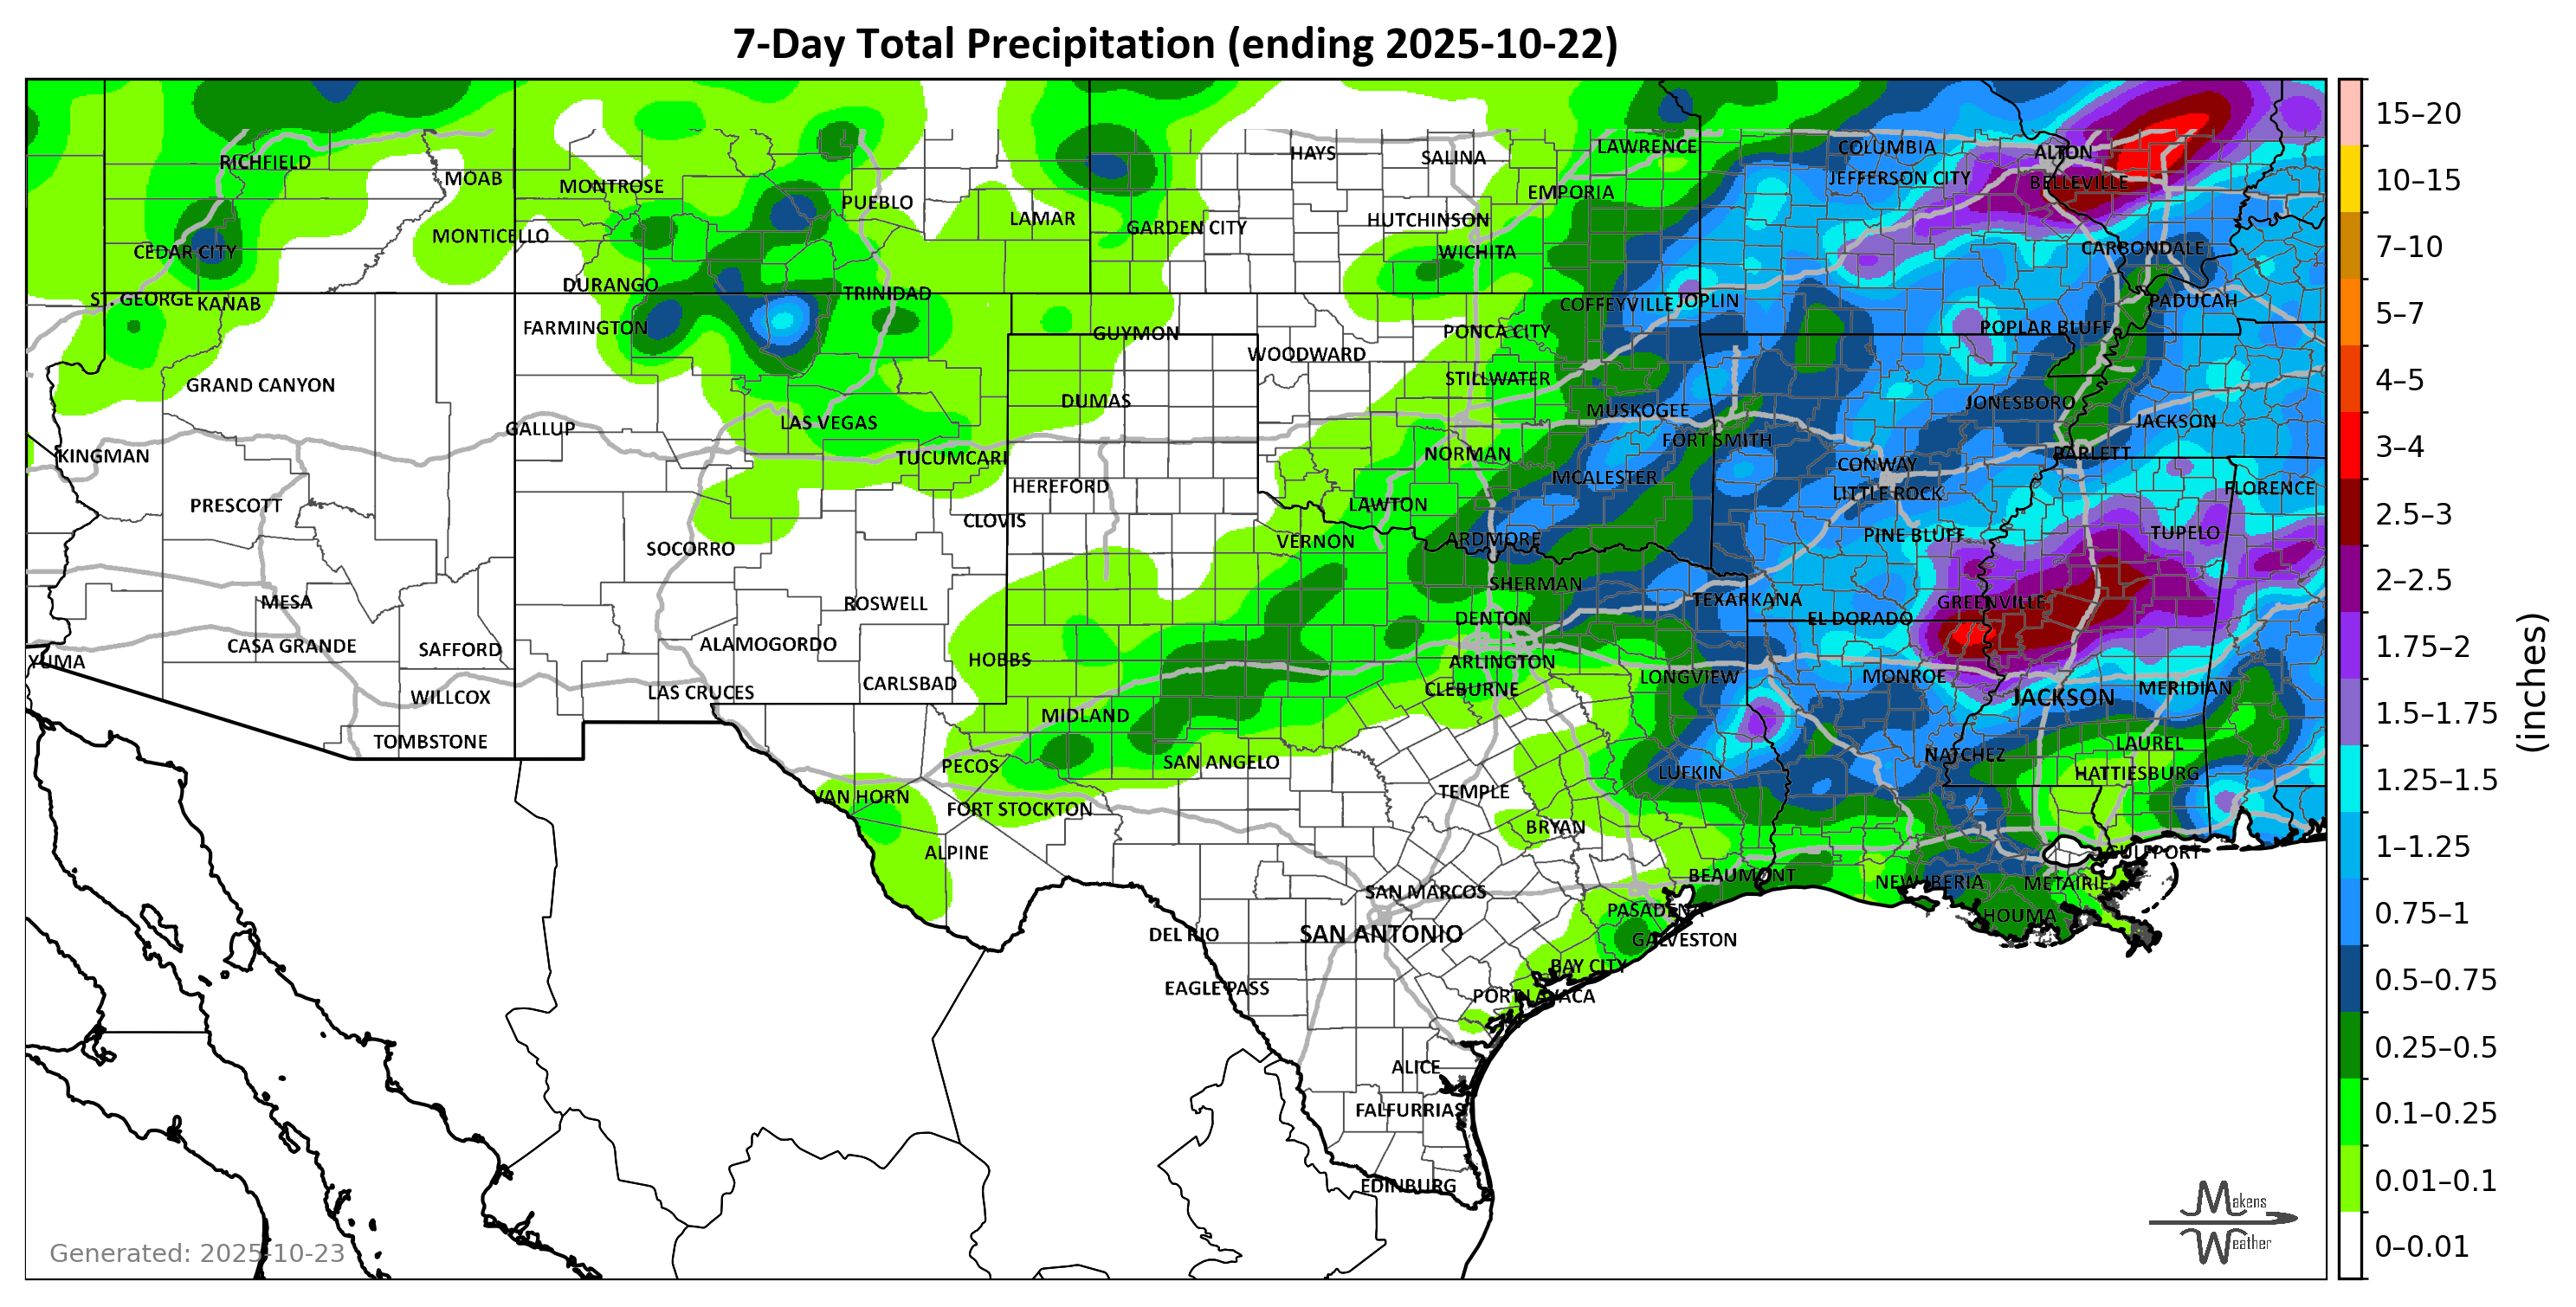 7-Day Total Precipitation (ending 2025-10-22)
15–20
10–15
7–10
5–7
4–5
3–4
2.5–3
2–2.5
1.75–2
1.5–1.75
1.25–1.5
1–1.25
0.75–1
0.5–0.75
0.25–0.5
0.1–0.25
0.01–0.1
0–0.01
(inches)
RICHFIELD
MOAB
MONTROSE
PUEBLO
LAMAR
GARDEN CITY
HAYS
SALINA
LAWRENCE
EMPORIA
HUTCHINSON
WICHITA
COLUMBIA
JEFFERSON CITY
ALTON
BELLEVILLE
CARBONDALE
CEDAR CITY
MONTICELLO
DURANGO
TRINIDAD
ST. GEORGE
KANAB
FARMINGTON
GUYMON
WOODWARD
PONCA CITY
COFFEYVILLE
JOPLIN
POPLAR BLUFF
PADUCAH
GRAND CANYON
DUMAS
STILLWATER
MUSKOGEE
JONESBORO
JACKSON
KINGMAN
GALLUP
LAS VEGAS
TUCUMCARI
NORMAN
FORT SMITH
CONWAY
BARLETT
PRESCOTT
HEREFORD
CLOVIS
LAWTON
MCALESTER
LITTLE ROCK
FLORENCE
SOCORRO
VERNON
ARDMORE
PINE BLUFF
TUPELO
MESA
ROSWELL
SHERMAN
DENTON
TEXARKANA
EL DORADO
GREENVILLE
CASA GRANDE
SAFFORD
ALAMOGORDO
HOBBS
ARLINGTON
YUMA
WILLCOX
LAS CRUCES
CARLSBAD
CLEBURNE
LONGVIEW
MONROE
JACKSON
MERIDIAN
TOMBSTONE
MIDLAND
PECOS
SAN ANGELO
LUFKIN
NATCHEZ
LAUREL
HATTIESBURG
VAN HORN
FORT STOCKTON
TEMPLE
BRYAN
ALPINE
GULFPORT
SAN MARCOS
BEAUMONT
NEW IBERIA
METAIRIE
PASADENA
HOUMA
DEL RIO
SAN ANTONIO
GALVESTON
BAY CITY
EAGLE PASS
PORT LAVACA
ALICE
FALFURRIAS
EDINBURG
Generated: 2025-10-23
Makens
Weather